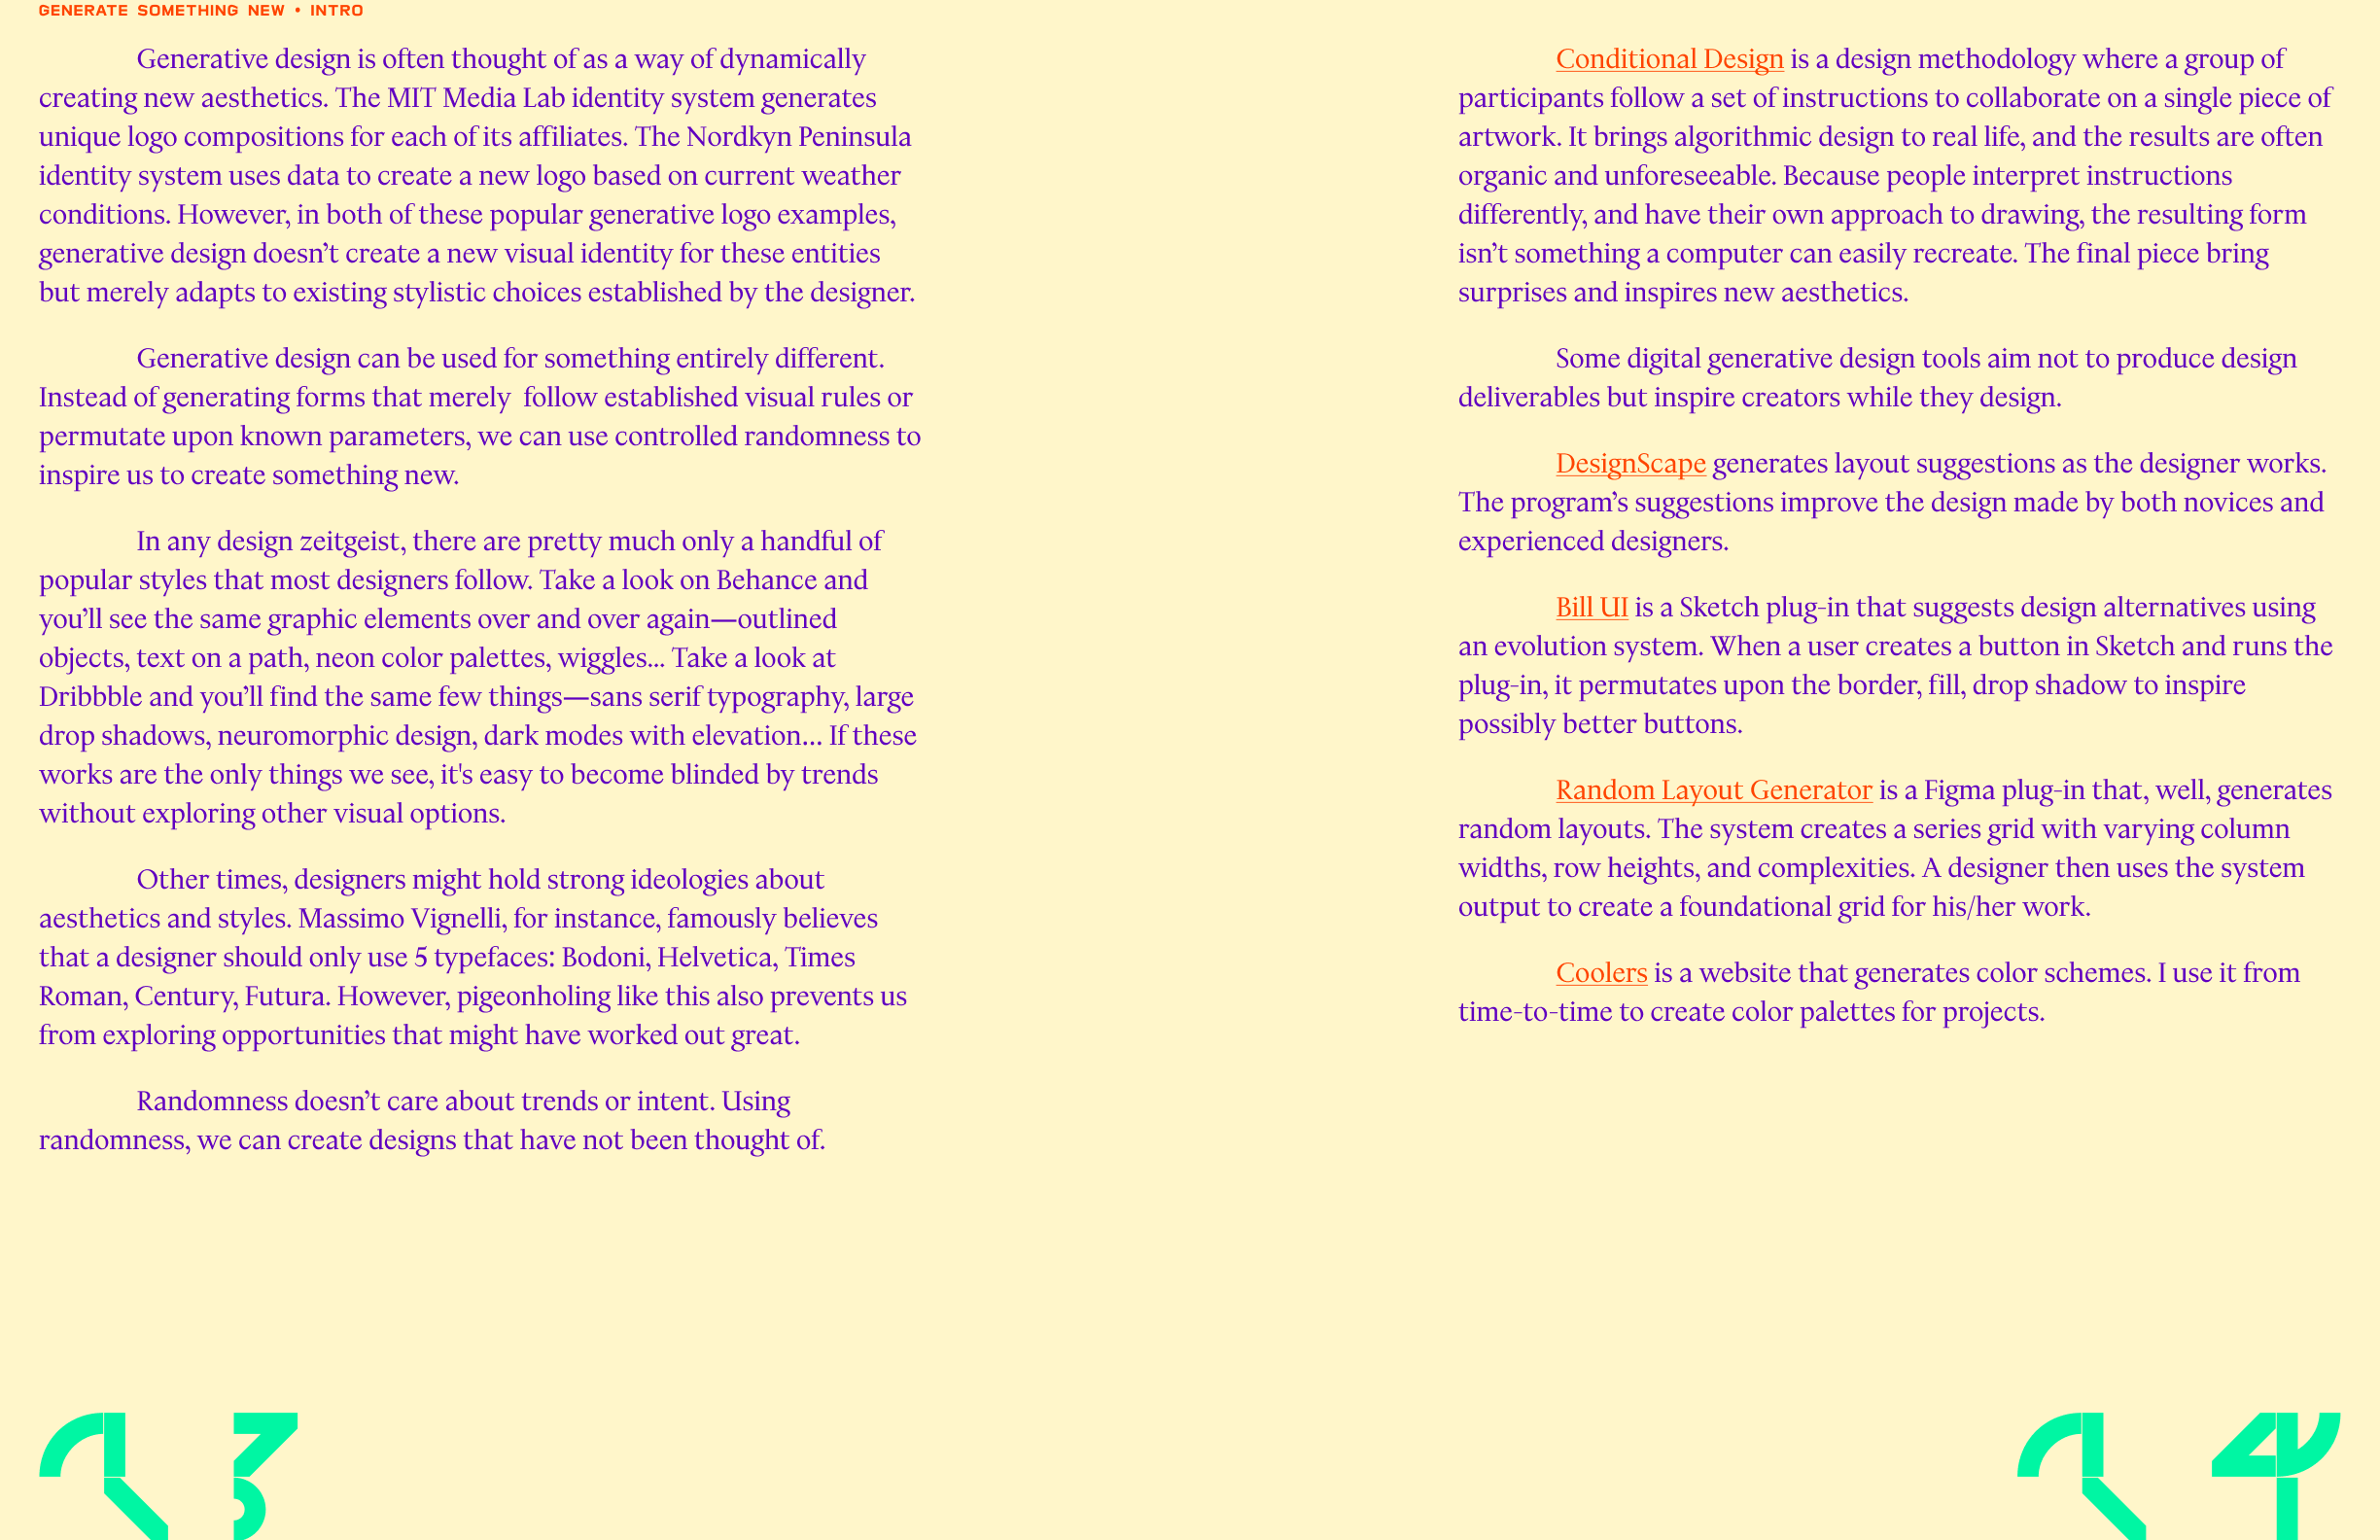 GENERATE SOMETHING NEW • INTRO
Generative design is often thought of as a way of dynamically
creating new aesthetics. The MIT Media Lab identity system generates
unique logo compositions for each of its affiliates. The Nordkyn Peninsula
identity system uses data to create a new logo based on current weather
conditions. However, in both of these popular generative logo examples,
generative design doesn’t create a new visual identity for these entities
but merely adapts to existing stylistic choices established by the designer.
Generative design can be used for something entirely different.
Instead of generating forms that merely  follow established visual rules or
permutate upon known parameters, we can use controlled randomness to
inspire us to create something new.
In any design zeitgeist, there are pretty much only a handful of
popular styles that most designers follow. Take a look on Behance and
you’ll see the same graphic elements over and over again—outlined
objects, text on a path, neon color palettes, wiggles... Take a look at
Dribbble and you’ll find the same few things—sans serif typography, large
drop shadows, neuromorphic design, dark modes with elevation… If these
works are the only things we see, it's easy to become blinded by trends
without exploring other visual options.
Other times, designers might hold strong ideologies about
aesthetics and styles. Massimo Vignelli, for instance, famously believes
that a designer should only use 5 typefaces: Bodoni, Helvetica, Times
Roman, Century, Futura. However, pigeonholing like this also prevents us
from exploring opportunities that might have worked out great.
Randomness doesn’t care about trends or intent. Using
randomness, we can create designs that have not been thought of.
13
Conditional Design is a design methodology where a group of
participants follow a set of instructions to collaborate on a single piece of
artwork. It brings algorithmic design to real life, and the results are often
organic and unforeseeable. Because people interpret instructions
differently, and have their own approach to drawing, the resulting form
isn’t something a computer can easily recreate. The final piece bring
surprises and inspires new aesthetics.
Some digital generative design tools aim not to produce design
deliverables but inspire creators while they design.
DesignScape generates layout suggestions as the designer works.
The program’s suggestions improve the design made by both novices and
experienced designers.
Bill UI is a Sketch plug-in that suggests design alternatives using
an evolution system. When a user creates a button in Sketch and runs the
plug-in, it permutates upon the border, fill, drop shadow to inspire
possibly better buttons.
Random Layout Generator is a Figma plug-in that, well, generates
random layouts. The system creates a series grid with varying column
widths, row heights, and complexities. A designer then uses the system
output to create a foundational grid for his/her work.
Coolers is a website that generates color schemes. I use it from
time-to-time to create color palettes for projects.
14